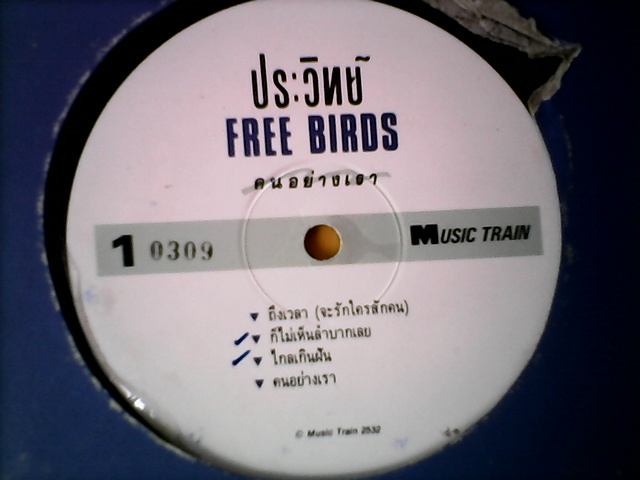 ประวิทย์
FREE BIRDS
คนอย่างเรา
1 0309 MUSIC TRAIN
▼ ถึงเวลา (จะรักใครสักคน)
▼ ก็ไม่เห็นลำบากเลย
▼ ไกลเกินฝัน
▼ คนอย่างเรา
© Music Train 2532